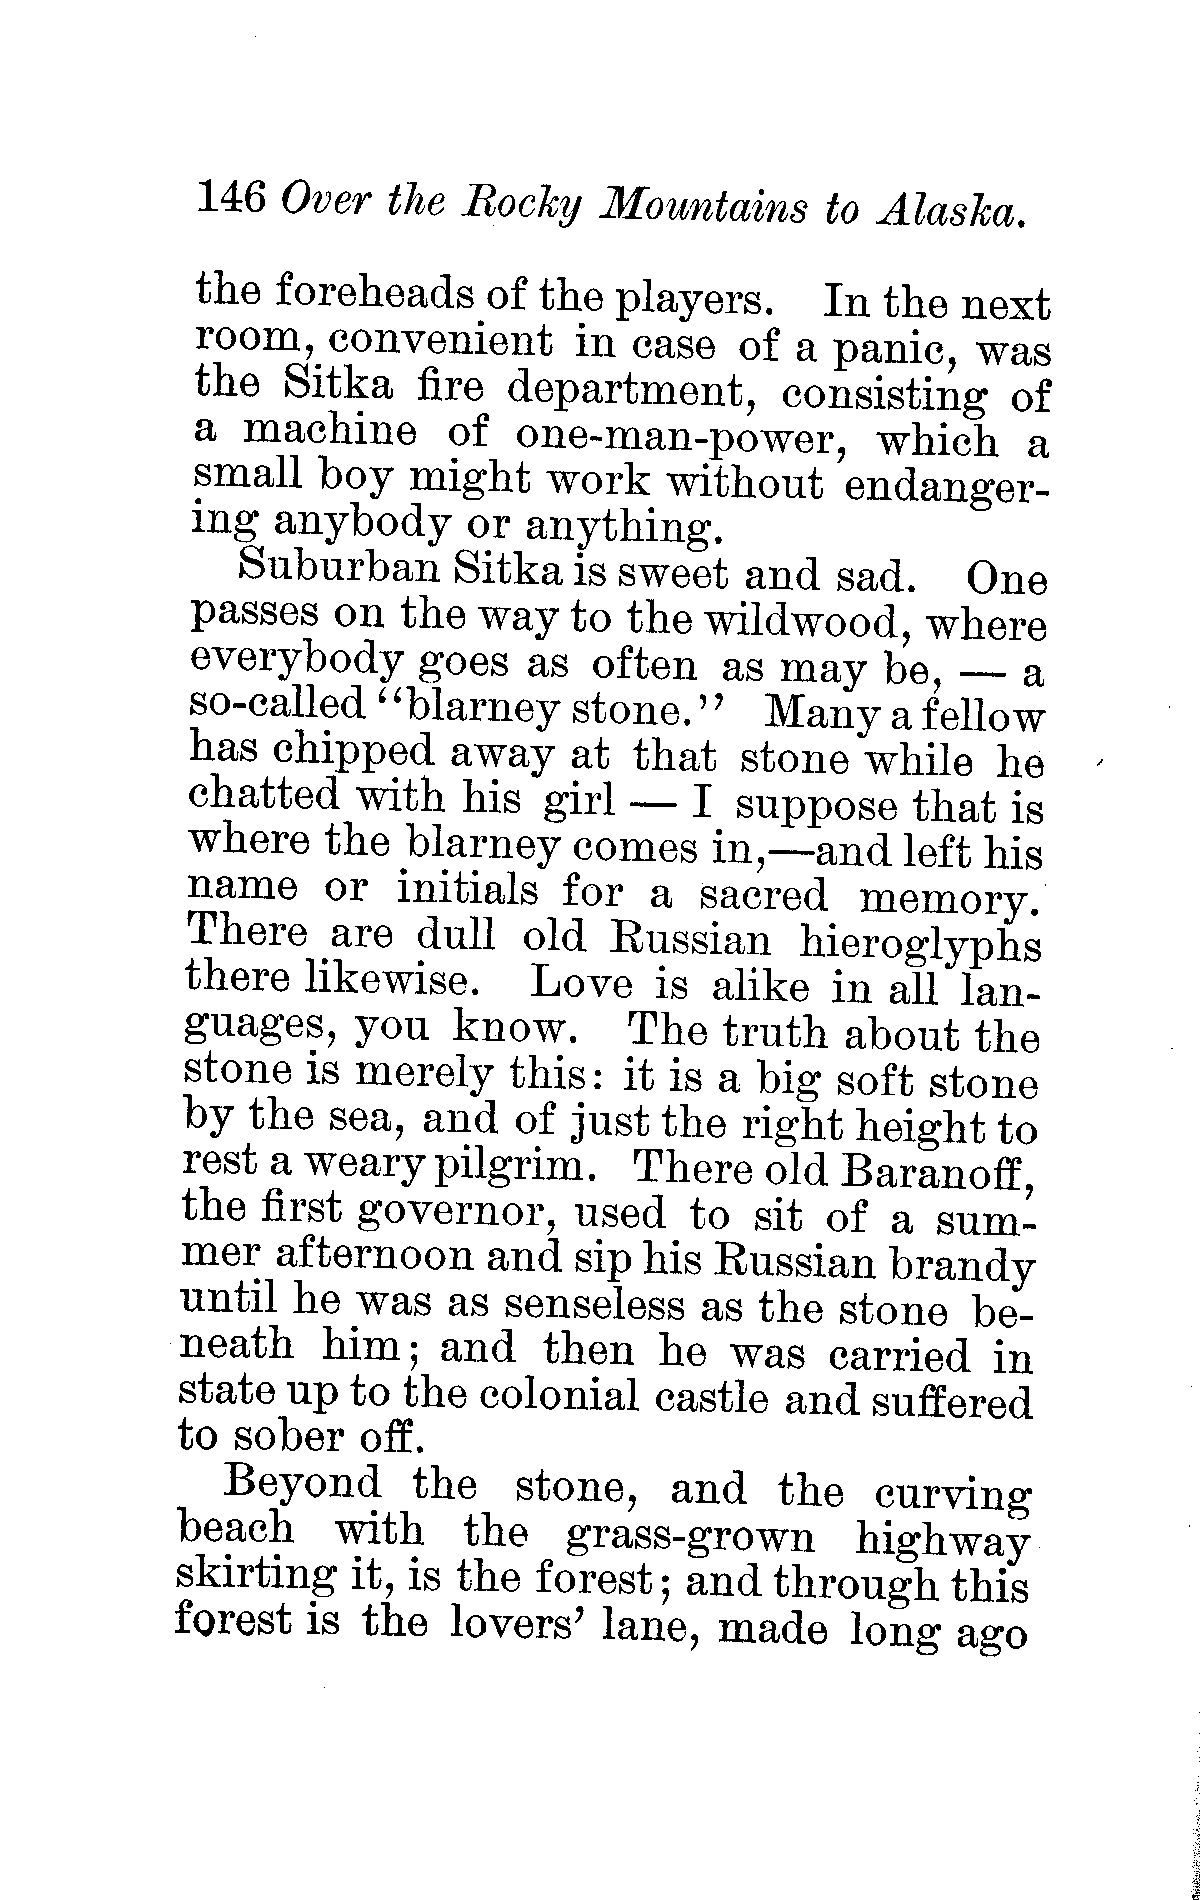 146 Over the Rocky Mountains to Alaska.
the foreheads of the players. In the next
room, convenient in case of a panic, was
the Sitka fire department, consisting of
a machine of one-man-power, which a
small boy might work without endanger-
ing anybody or anything.
Suburban Sitka is sweet and sad. One
passes on the way to the wildwood, where
everybody goes as often as may be, — a
so-called "blarney stone." Many a fellow
has chipped away at that stone while he
chatted with his girl — I suppose that is
where the blarney comes in,—and left his
name or initials for a sacred memory.
There are dull old Russian hieroglyphs
there likewise. Love is alike in all lan-
guages, you know. The truth about the
stone is merely this: it is a big soft stone
by the sea, and of just the right height to
rest a weary pilgrim. There old Baranoff,
the first governor, used to sit of a sum-
mer afternoon and sip his Russian brandy
until he was as senseless as the stone be-
neath him; and then he was carried in
state up to the colonial castle and suffered
to sober off.
Beyond the stone, and the curving
beach with the grass-grown highway
skirting it, is the forest; and through this
forest is the lovers' lane, made long ago